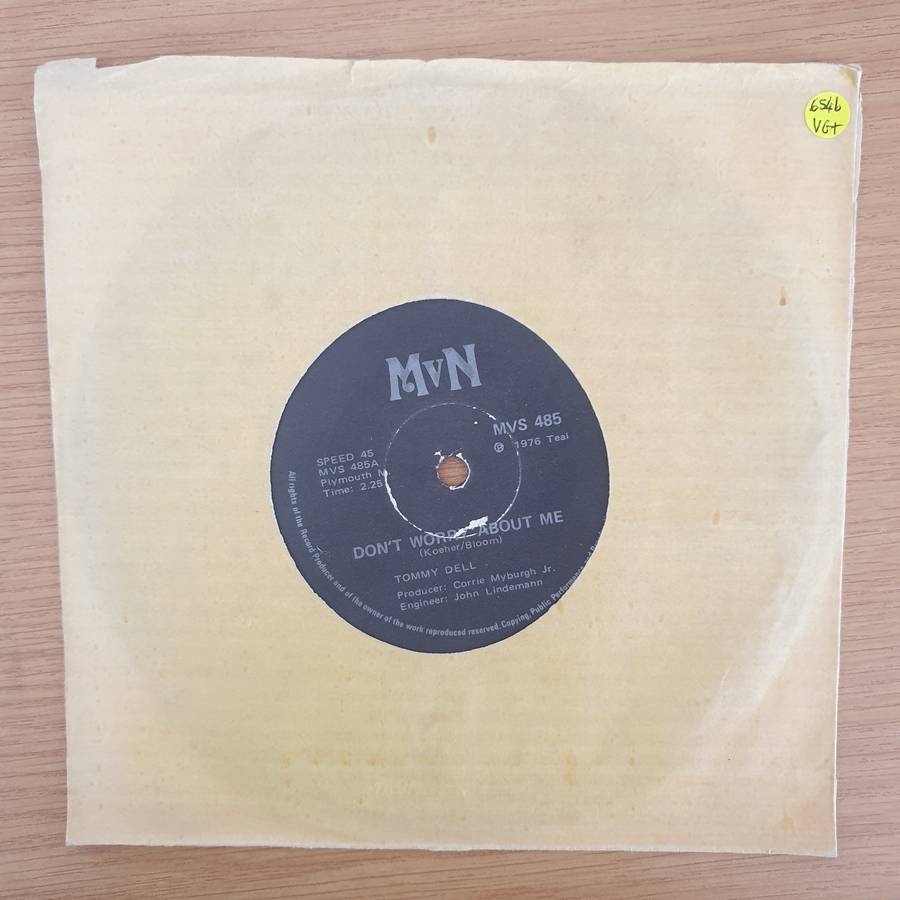 6546
VG+
MvN
MVS 485
℗ 1976 Teal
SPEED 45
MVS 485A
Plymouth
Time: 2.25
DON'T WORRY ABOUT ME
(Koeher/Bloom)
TOMMY DELL
Producer: Corrie Myburgh Jr.
Engineer: John Lindemann
All rights of the Record Producer and of the owner of the work reproduced reserved. Copying, Public Performance